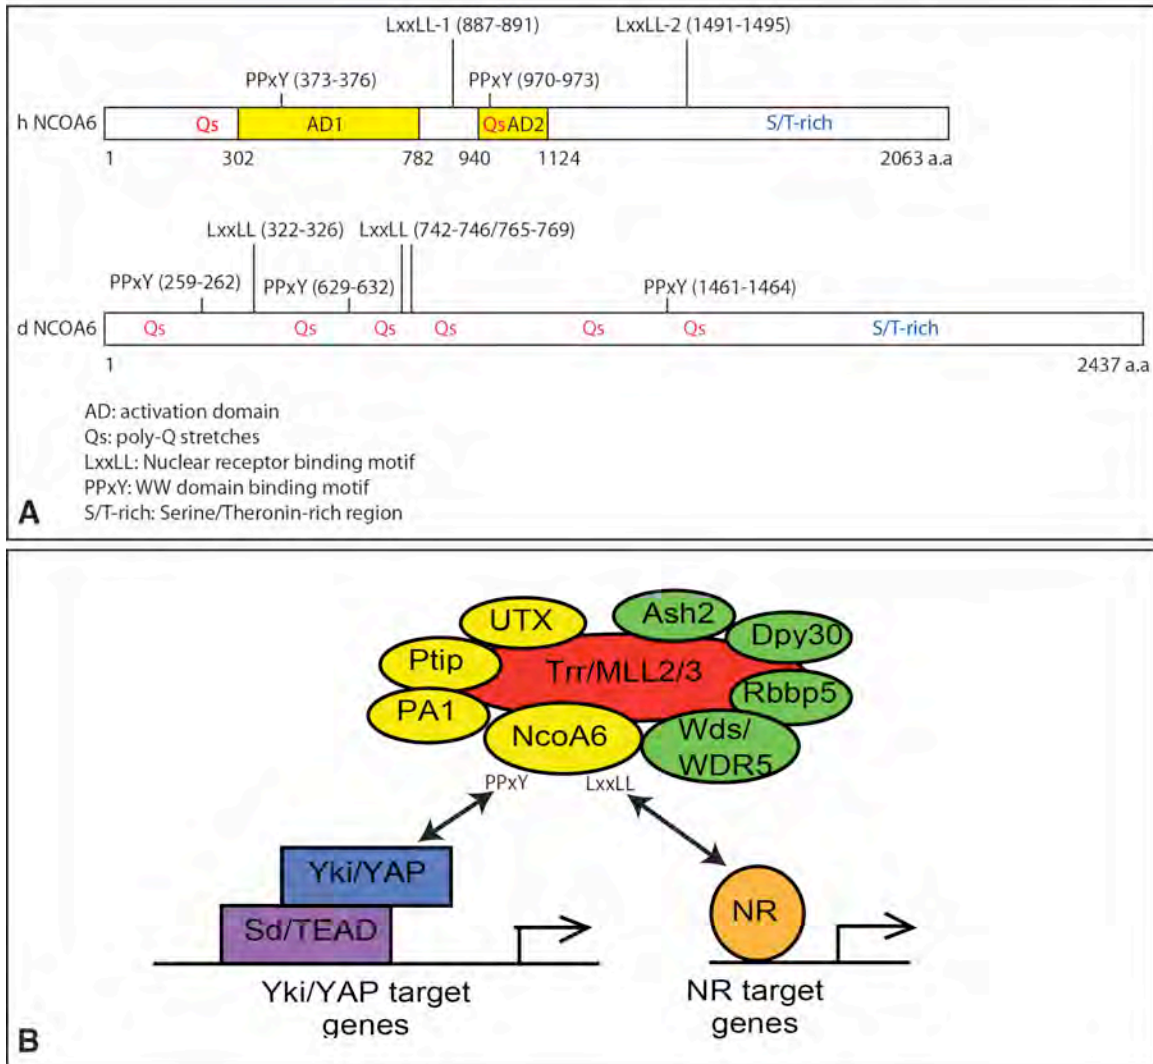 LxxLL-1 (887-891) LxxLL-2 (1491-1495)
PPxY (373-376) PPxY (970-973)
h NCOA6 Qs AD1 Qs AD2 S/T-rich
1 302 782 940 1124 2063 a.a
LxxLL (322-326) LxxLL (742-746/765-769)
PPxY (259-262) PPxY (629-632) PPxY (1461-1464)
d NCOA6 Qs Qs Qs Qs Qs Qs S/T-rich
1 2437 a.a
AD: activation domain
Qs: poly-Q stretches
LxxLL: Nuclear receptor binding motif
PPxY: WW domain binding motif
S/T-rich: Serine/Theronin-rich region
A
UTX Ash2
Dpy30
Ptip Trr/MLL2/3
Rbbp5
PA1
NcoA6 Wds/
WDR5
PPxY LxxLL
Yki/YAP
NR
Sd/TEAD
Yki/YAP target
genes
NR target
genes
B